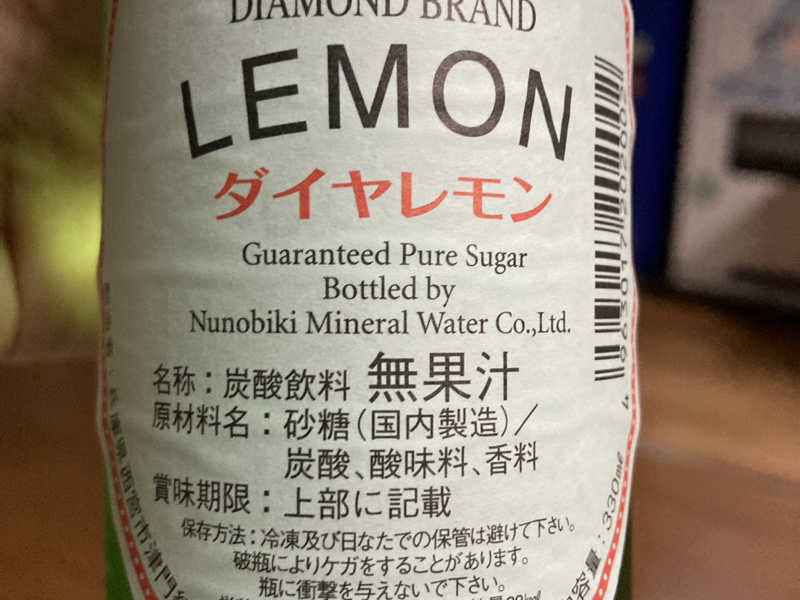 DIAMOND BRAND
LEMON
ダイヤレモン
Guaranteed Pure Sugar
Bottled by
Nunobiki Mineral Water Co.,Ltd.
名称：炭酸飲料 無果汁
原材料名：砂糖（国内製造）／
炭酸、酸味料、香料
賞味期限：上部に記載
保存方法：冷凍及び日なたでの保管は避けて下さい。
破瓶によりケガをすることがあります。
瓶に衝撃を与えないで下さい。
容量：330ml
西宮市津門